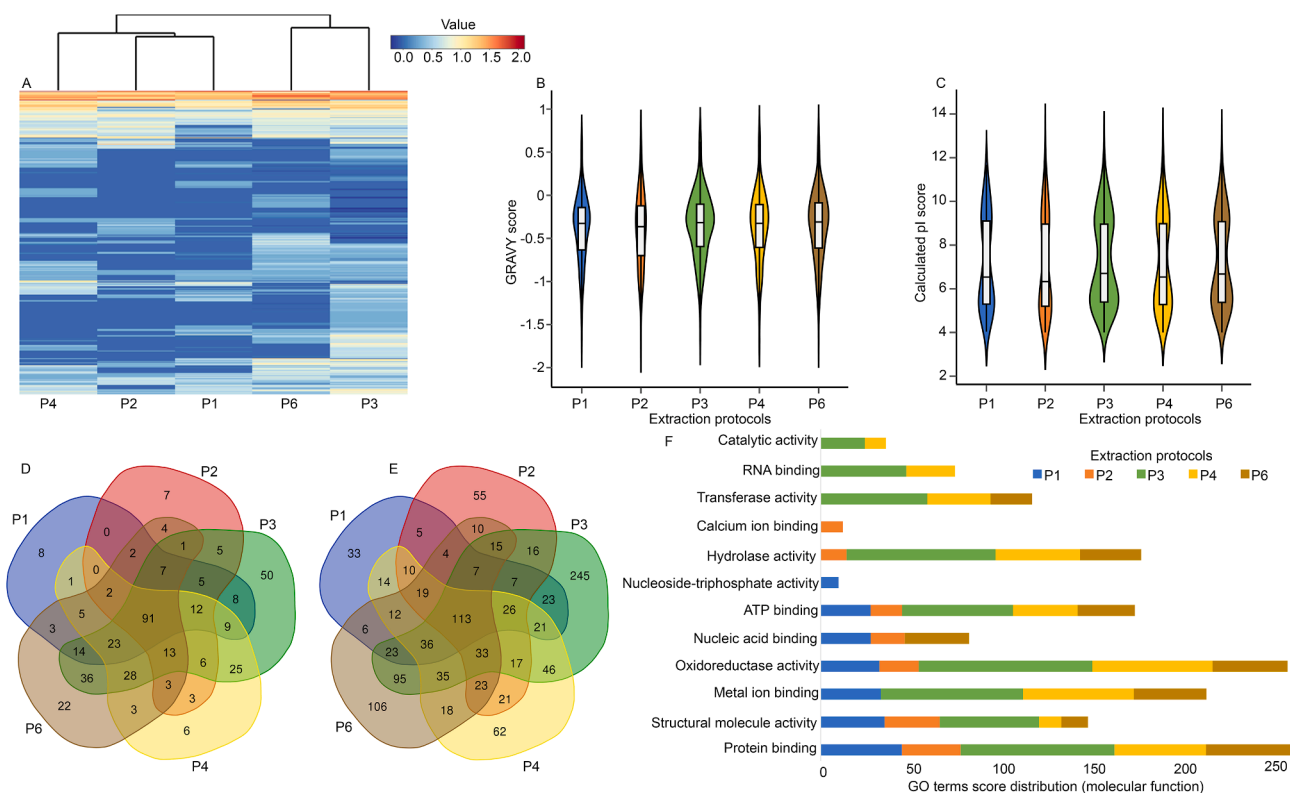 Value
0.0 0.5 1.0 1.5 2.0
A
P4 P2 P1 P6 P3
B
GRAVY score
1
0.5
0
-0.5
-1
-1.5
-2
P1 P2 P3 P4 P6
Extraction protocols
C
Calculated pI score
14
12
10
8
6
4
2
P1 P2 P3 P4 P6
Extraction protocols
D
P2
P1
P3
7
8
0
4
2
1
5
50
1
0
7
5
8
2
5
91
12
9
3
14
23
13
6
25
36
28
3
3
22
3
6
P6
P4
E
P2
P1
P3
55
33
5
10
4
15
16
245
14
10
7
7
23
19
12
113
26
21
6
23
36
33
17
46
95
35
23
21
106
18
62
P6
P4
F
Extraction protocols
P1 P2 P3 P4 P6
Catalytic activity
RNA binding
Transferase activity
Calcium ion binding
Hydrolase activity
Nucleoside-triphosphate activity
ATP binding
Nucleic acid binding
Oxidoreductase activity
Metal ion binding
Structural molecule activity
Protein binding
0 50 100 150 200 250
GO terms score distribution (molecular function)